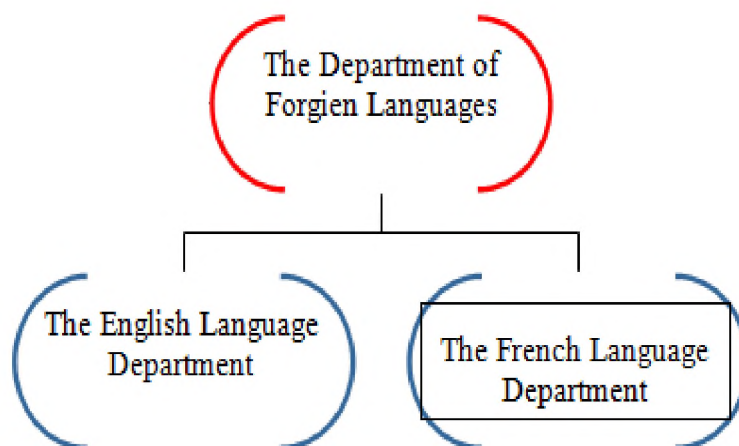 The Department of
Forgien Languages
The English Language
Department
The French Language
Department